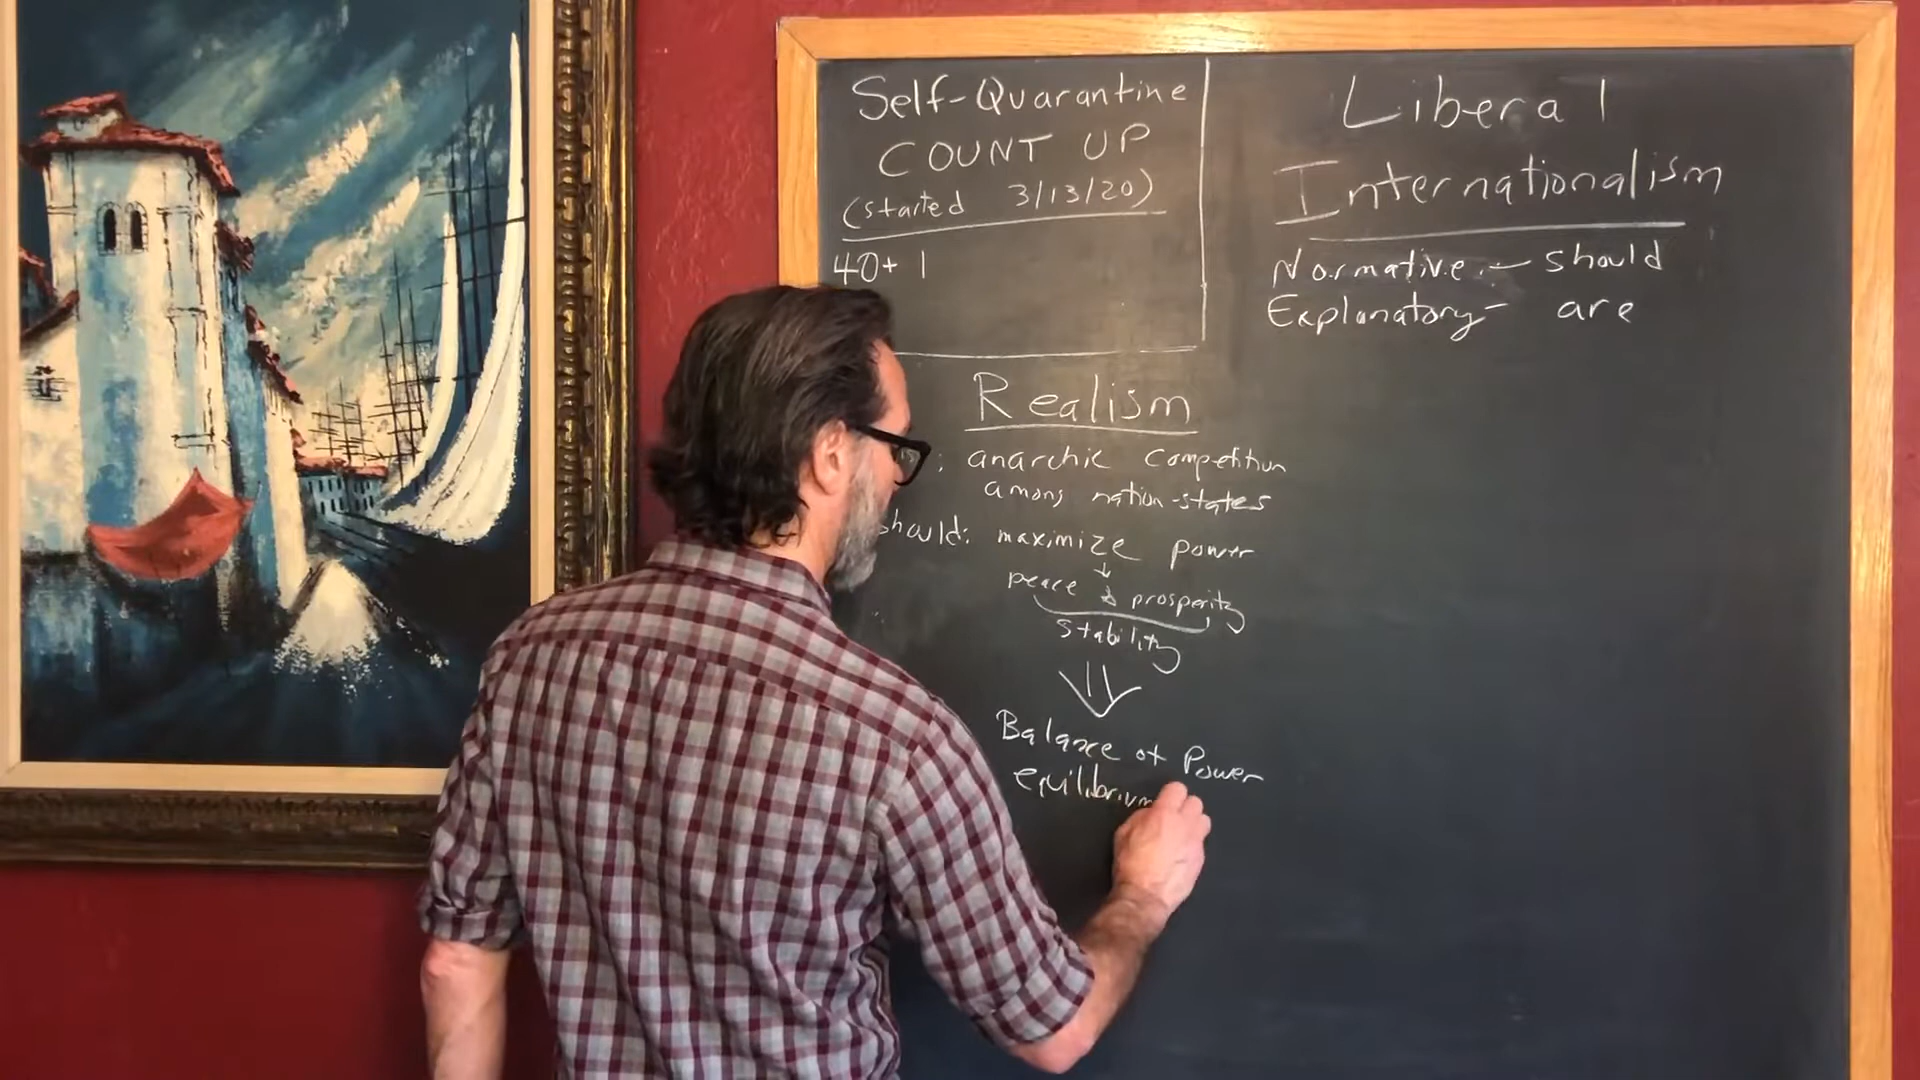 Self-Quarantine
COUNT UP
(started 3/13/20)
40+ 1
Liberal
Internationalism
Normative - should
Explanatory - are
Realism
: anarchic competition
among nation-states
should: maximize power
↓
peace & prosperity
stability
Balance of Power
equilibrium